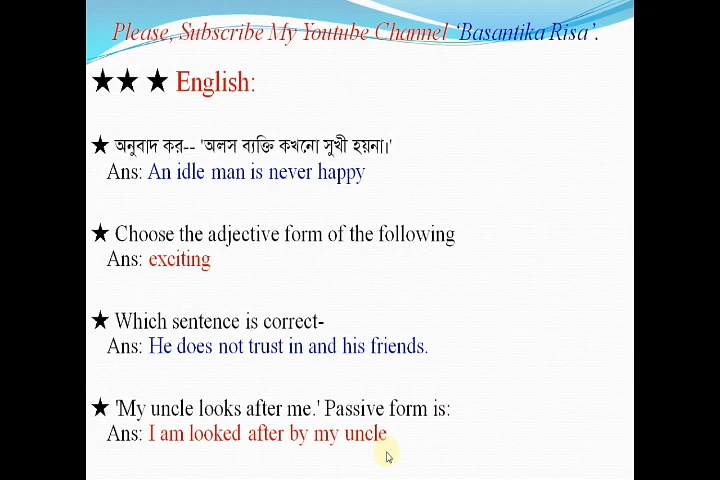 Please, Subscribe My Youtube Channel ‘Basantika Risa’.
★★ ★ English:
★ অনুবাদ কর-- 'অলস ব্যক্তি কখনো সুখী হয়না।'
Ans: An idle man is never happy
★ Choose the adjective form of the following
Ans: exciting
★ Which sentence is correct-
Ans: He does not trust in and his friends.
★ 'My uncle looks after me.' Passive form is:
Ans: I am looked after by my uncle